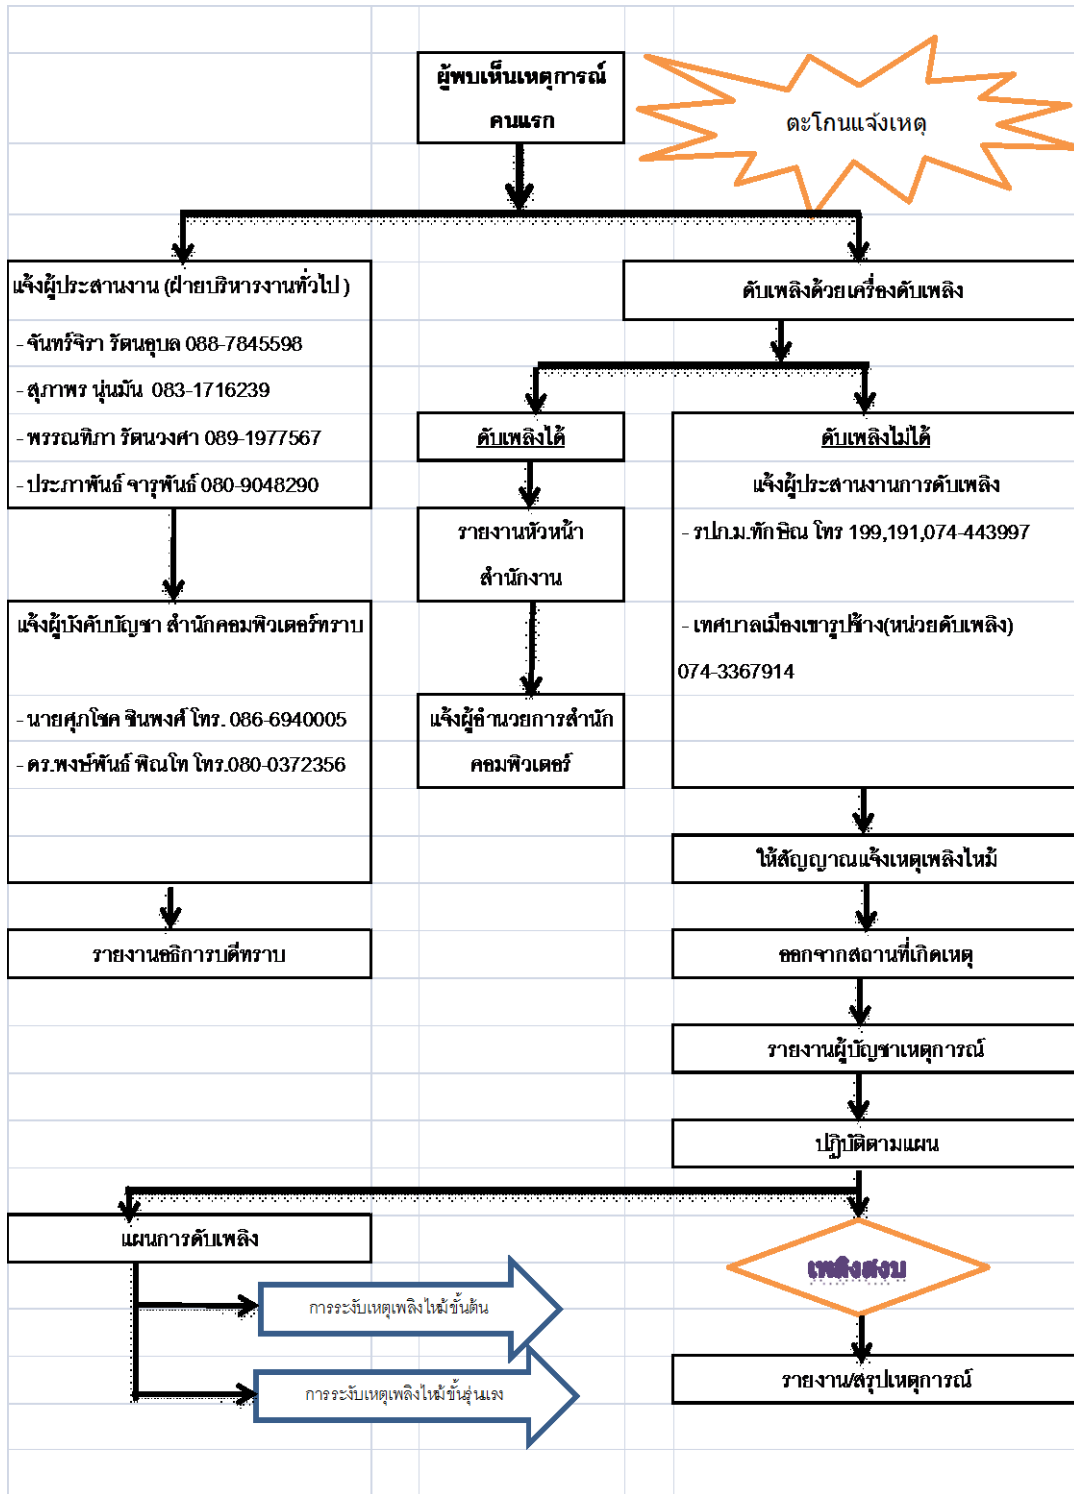 ผู้พบเห็นเหตุการณ์
คนแรก
ตะโกนแจ้งเหตุ
แจ้งผู้ประสานงาน (ฝ่ายบริหารงานทั่วไป )
- จันทร์จิรา รัตนอุบล 088-7845598
- สุภาพร นุ่นมัน 083-1716239
- พรรณทิภา รัตนวงศา 089-1977567
- ประภาพันธ์ จารุพันธ์ 080-9048290
ดับเพลิงด้วยเครื่องดับเพลิง
ดับเพลิงได้
ดับเพลิงไม่ได้
แจ้งผู้ประสานงานการดับเพลิง
- รปภ.ม.ทักษิณ โทร 199,191,074-443997
- เทศบาลเมืองเขารูปช้าง(หน่วยดับเพลิง)
074-3367914
รายงานหัวหน้า
สำนักงาน
แจ้งผู้บังคับบัญชา สำนักคอมพิวเตอร์ทราบ
- นายศุภโชค ชินพงศ์ โทร. 086-6940005
- ดร.พงษ์พันธ์ พิณโท โทร.080-0372356
แจ้งผู้อำนวยการสำนัก
คอมพิวเตอร์
ให้สัญญาณแจ้งเหตุเพลิงไหม้
รายงานอธิการบดีทราบ
ออกจากสถานที่เกิดเหตุ
รายงานผู้บัญชาเหตุการณ์
ปฏิบัติตามแผน
แผนการดับเพลิง
เพลิงสงบ
การระงับเหตุเพลิงไหม้ขั้นต้น
การระงับเหตุเพลิงไหม้ขั้นรุ่นแรง
รายงาน/สรุปเหตุการณ์